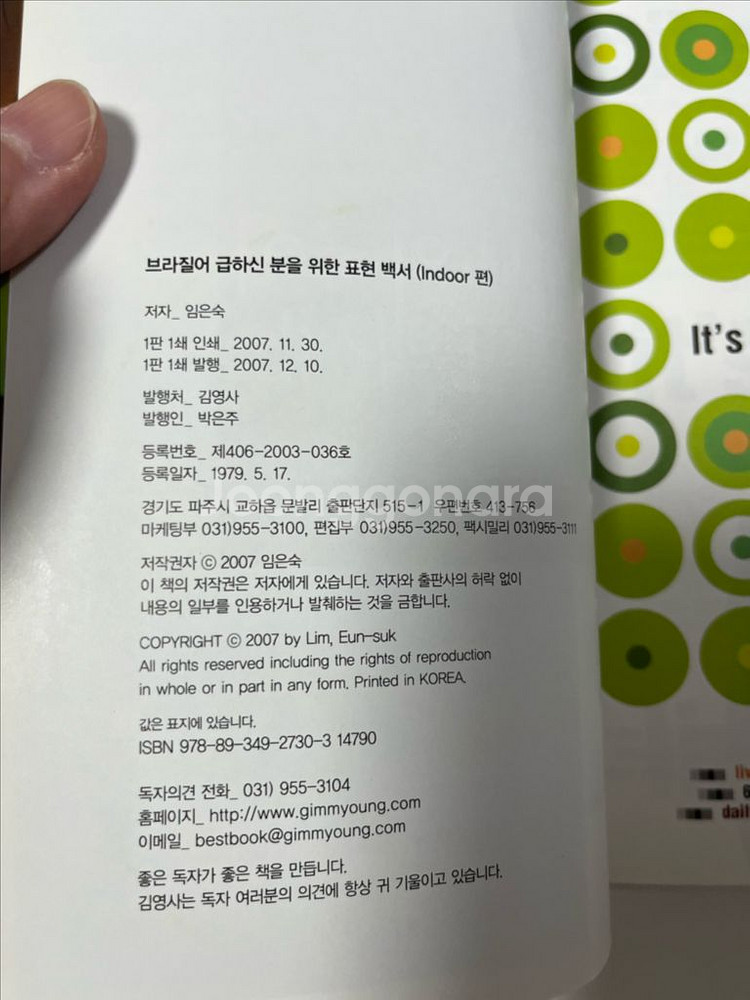 브라질어 급하신 분을 위한 표현 백서 (Indoor 편)
저자_ 임은숙
1판 1쇄 인쇄_ 2007. 11. 30.
1판 1쇄 발행_ 2007. 12. 10.
발행처_ 김영사
발행인_ 박은주
등록번호_ 제406-2003-036호
등록일자_ 1979. 5. 17.
경기도 파주시 교하읍 문발리 출판단지 515-1 우편번호 413-756
마케팅부 031)955-3100, 편집부 031)955-3250, 팩시밀리 031)955-3111
저작권자 ⓒ 2007 임은숙
이 책의 저작권은 저자에게 있습니다. 저자와 출판사의 허락 없이
내용의 일부를 인용하거나 발췌하는 것을 금합니다.
COPYRIGHT ⓒ 2007 by Lim, Eun-suk
All rights reserved including the rights of reproduction
in whole or in part in any form. Printed in KOREA.
값은 표지에 있습니다.
ISBN 978-89-349-2730-3 14790
독자의견 전화_ 031) 955-3104
홈페이지_ http://www.gimmyoung.com
이메일_ bestbook@gimmyoung.com
좋은 독자가 좋은 책을 만듭니다.
김영사는 독자 여러분의 의견에 항상 귀 기울이고 있습니다.
It's
joonggonara